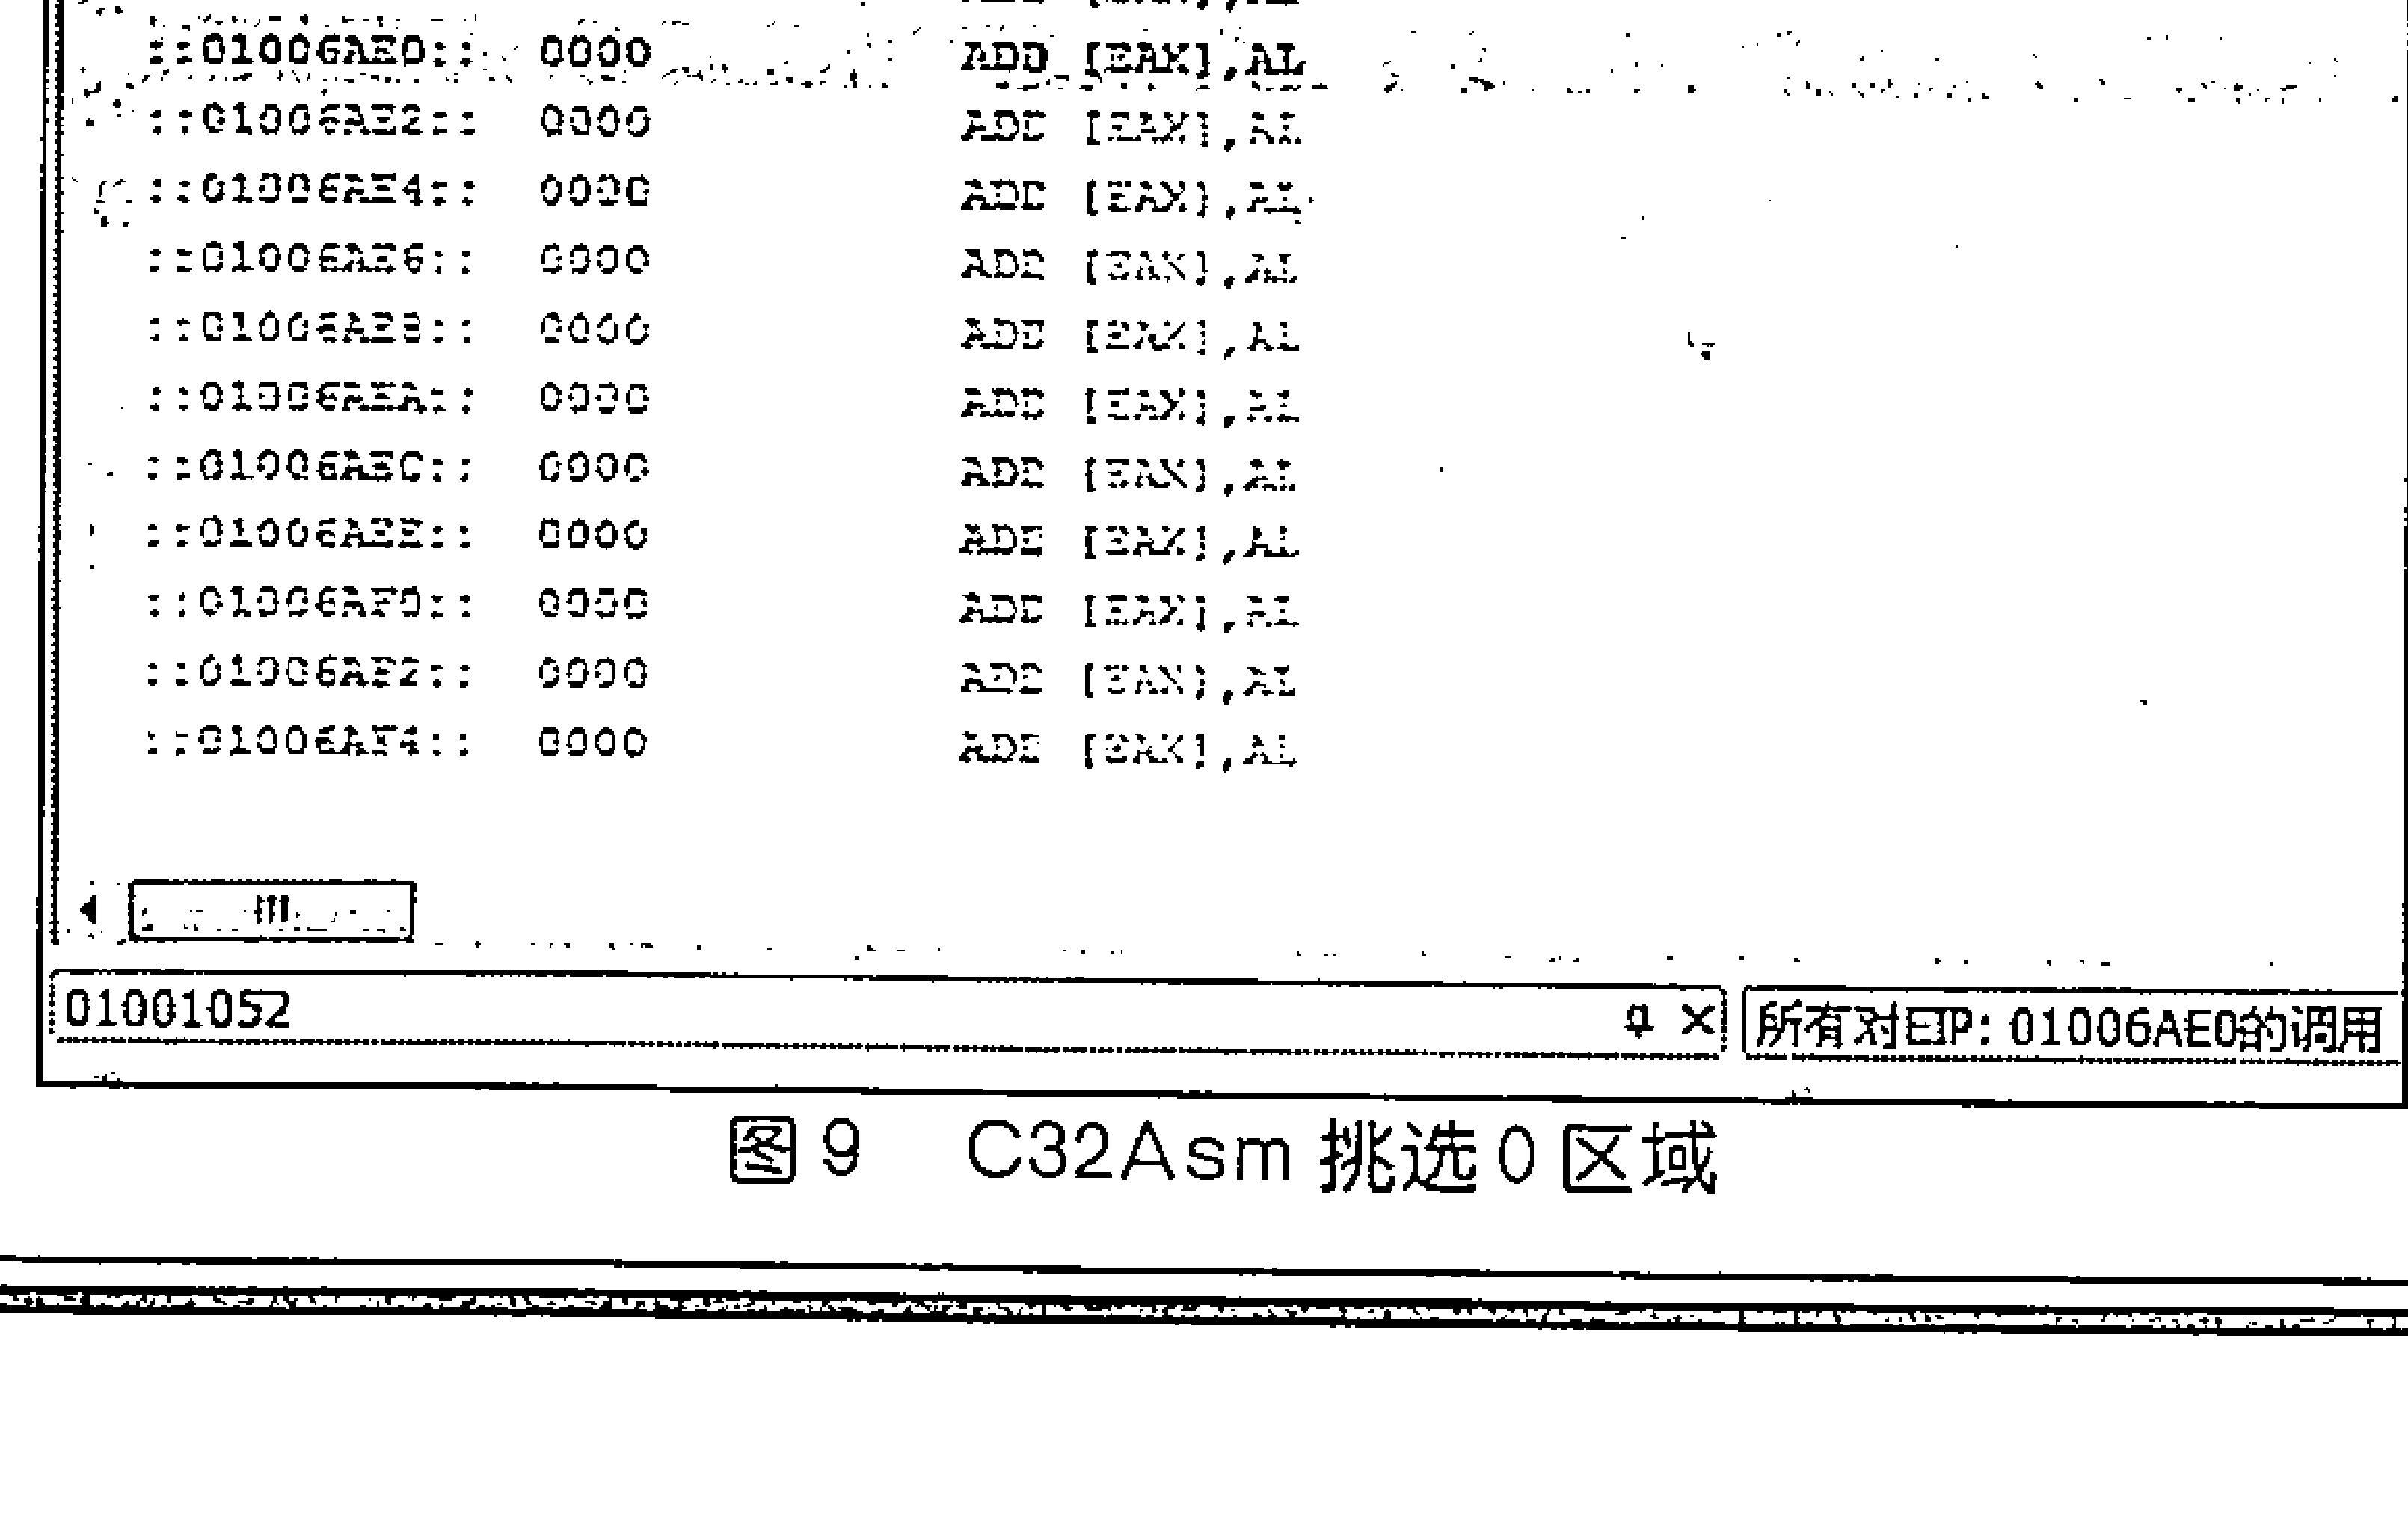 ::01006AE0::  0000  ADD [EAX],AL
::01006AE2::  0000  ADD [EAX],AL
::01006AE4::  0000  ADD [EAX],AL
::01006AE6::  0000  ADD [EAX],AL
::01006AE8::  0000  ADD [EAX],AL
::01006AEA::  0000  ADD [EAX],AL
::01006AEC::  0000  ADD [EAX],AL
::01006AEE::  0000  ADD [EAX],AL
::01006AF0::  0000  ADD [EAX],AL
::01006AF2::  0000  ADD [EAX],AL
::01006AF4::  0000  ADD [EAX],AL
01001052 所有对EIP: 01006AE0的调用
图 9 C32Asm 挑选 0 区域